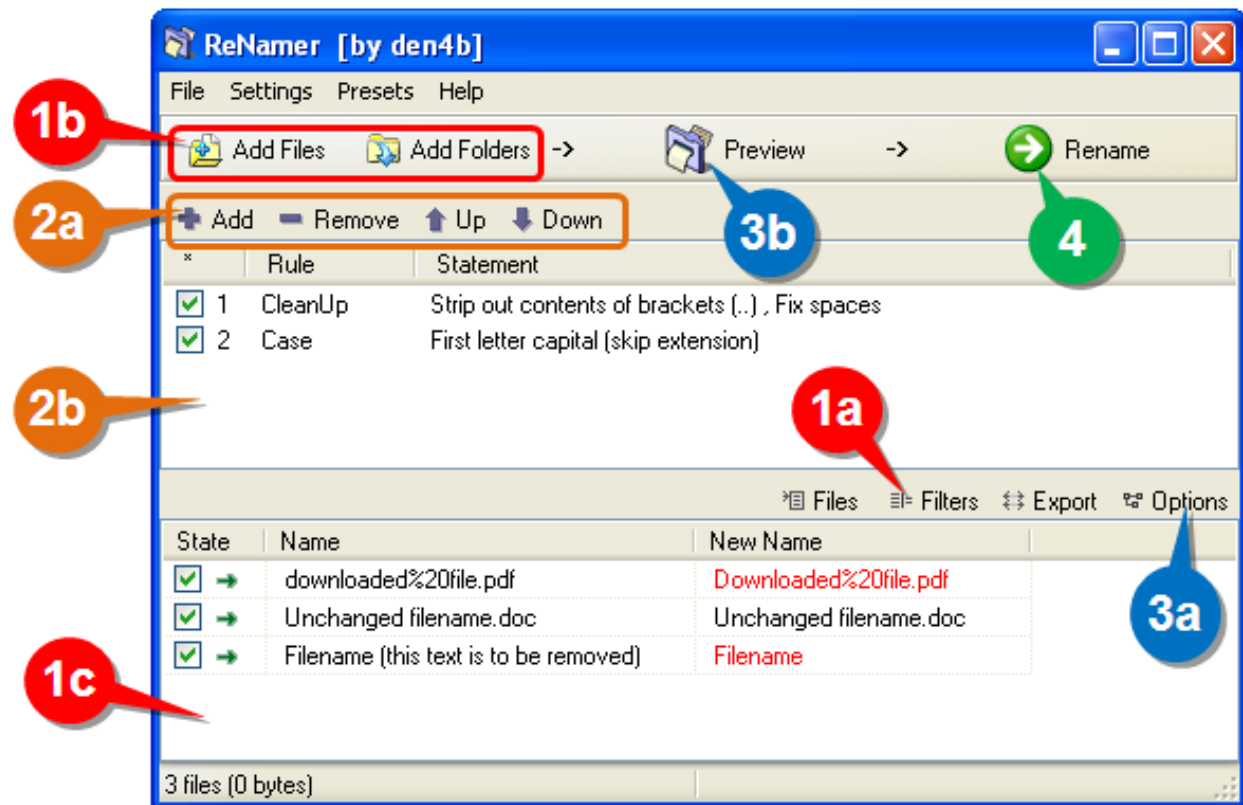 ReNamer [by den4b]
File Settings Presets Help
1b
Add Files Add Folders -> Preview -> Rename
2a
Add Remove Up Down
3b
4
* Rule Statement
1 CleanUp Strip out contents of brackets (..) , Fix spaces
2 Case First letter capital (skip extension)
2b
1a
Files Filters Export Options
State Name New Name
downloaded%20file.pdf Downloaded%20file.pdf
Unchanged filename.doc Unchanged filename.doc
3a
Filename (this text is to be removed) Filename
1c
3 files (0 bytes)